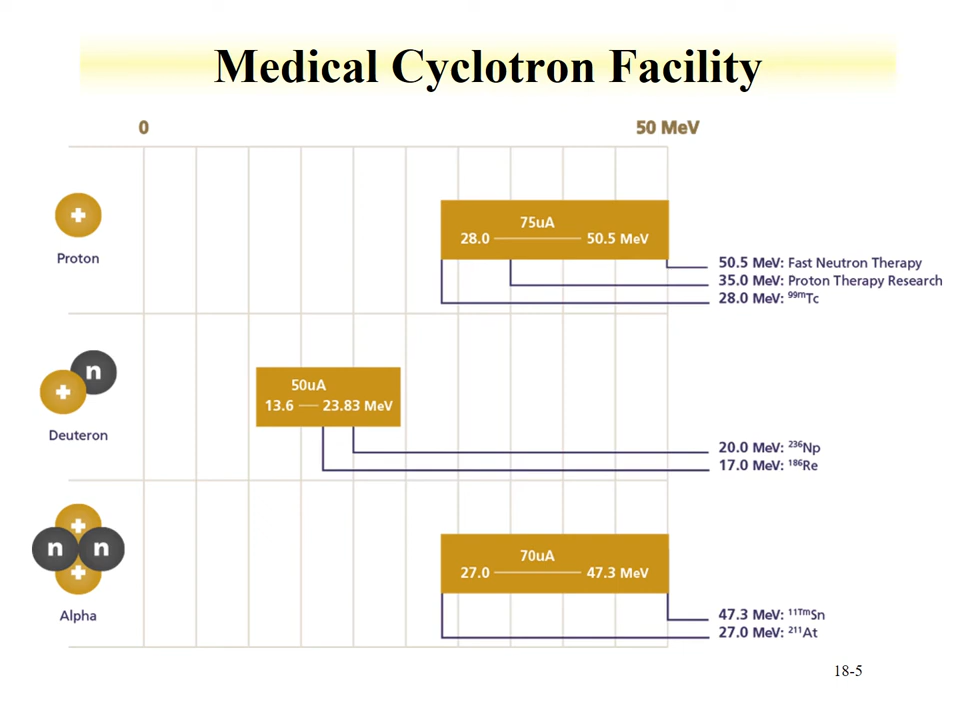 Medical Cyclotron Facility
0 50 MeV
+
Proton
75uA
28.0 50.5 MeV
50.5 MeV: Fast Neutron Therapy
35.0 MeV: Proton Therapy Research
28.0 MeV: ⁹⁹ᵐTc
n
+
Deuteron
50uA
13.6 23.83 MeV
20.0 MeV: ²³⁶Np
17.0 MeV: ¹⁸⁶Re
+
n n
+
Alpha
70uA
27.0 47.3 MeV
47.3 MeV: ¹¹ᵀᵐSn
27.0 MeV: ²¹¹At
18-5